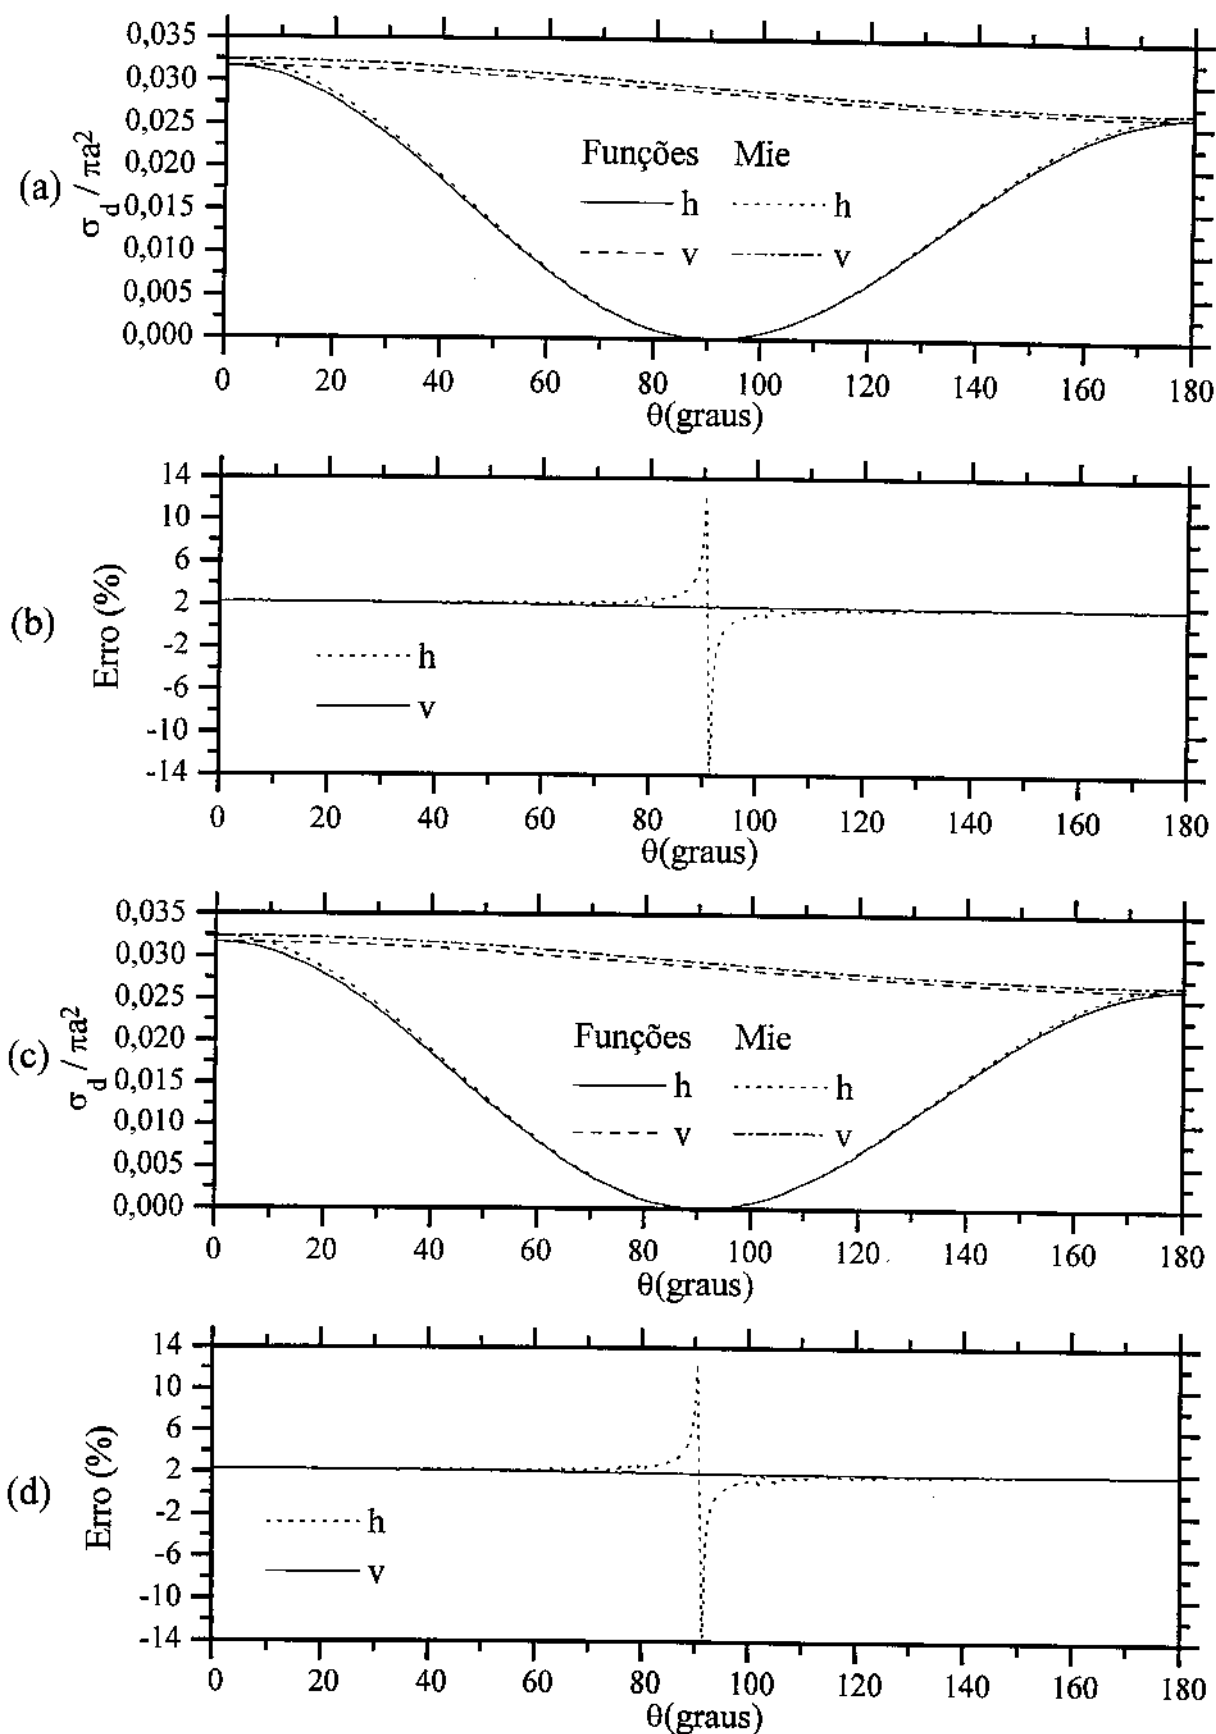 (a)
σd / πa²
0,035
0,030
0,025
0,020
0,015
0,010
0,005
0,000
Funções Mie
h h
v v
0 20 40 60 80 100 120 140 160 180
θ(graus)
(b)
Erro (%)
14
10
6
2
-2
-6
-10
-14
h
v
0 20 40 60 80 100 120 140 160 180
θ(graus)
(c)
σd / πa²
0,035
0,030
0,025
0,020
0,015
0,010
0,005
0,000
Funções Mie
h h
v v
0 20 40 60 80 100 120 140 160 180
θ(graus)
(d)
Erro (%)
14
10
6
2
-2
-6
-10
-14
h
v
0 20 40 60 80 100 120 140 160 180
θ(graus)